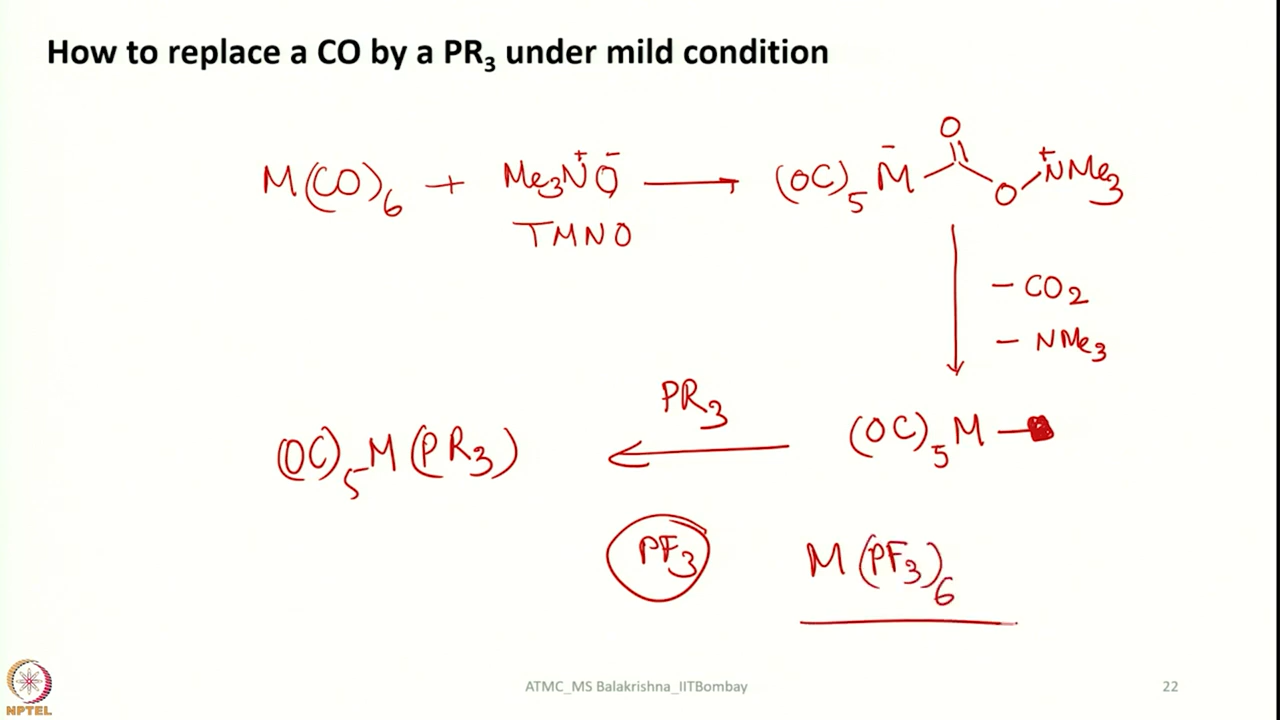 How to replace a CO by a PR₃ under mild condition
M(CO)₆ + Me₃N⁺O⁻ → (OC)₅M⁻ O O N⁺Me₃
TMNO
- CO₂
- NMe₃
PR₃
(OC)₅M(PR₃) ← (OC)₅M —
PF₃ M(PF₃)₆
NPTEL
ATMC_MS Balakrishna_IITBombay
22